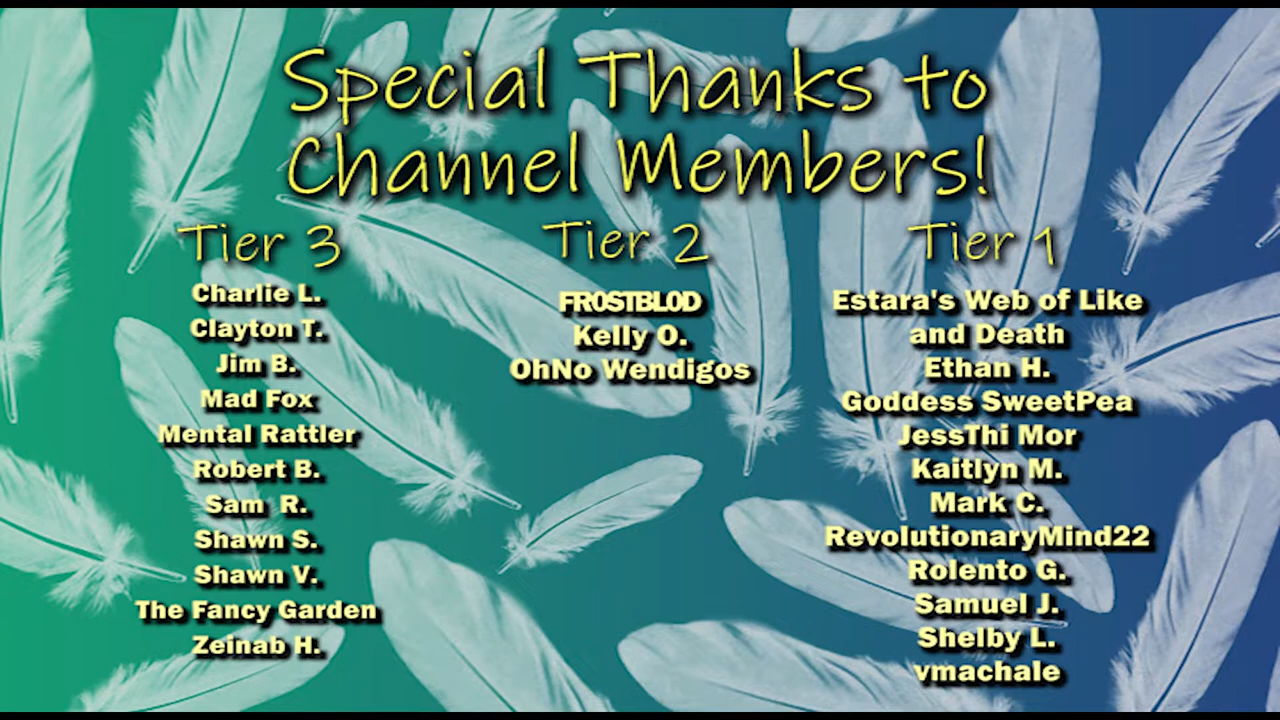 Special Thanks to
Channel Members!
Tier 3
Charlie L.
Clayton T.
Jim B.
Mad Fox
Mental Rattler
Robert B.
Sam  R.
Shawn S.
Shawn V.
The Fancy Garden
Zeinab H.
Tier 2
FR0STBL0D
Kelly O.
OhNo Wendigos
Tier 1
Estara's Web of Like
and Death
Ethan H.
Goddess SweetPea
JessThi Mor
Kaitlyn M.
Mark C.
RevolutionaryMind22
Rolento G.
Samuel J.
Shelby L.
vmachale